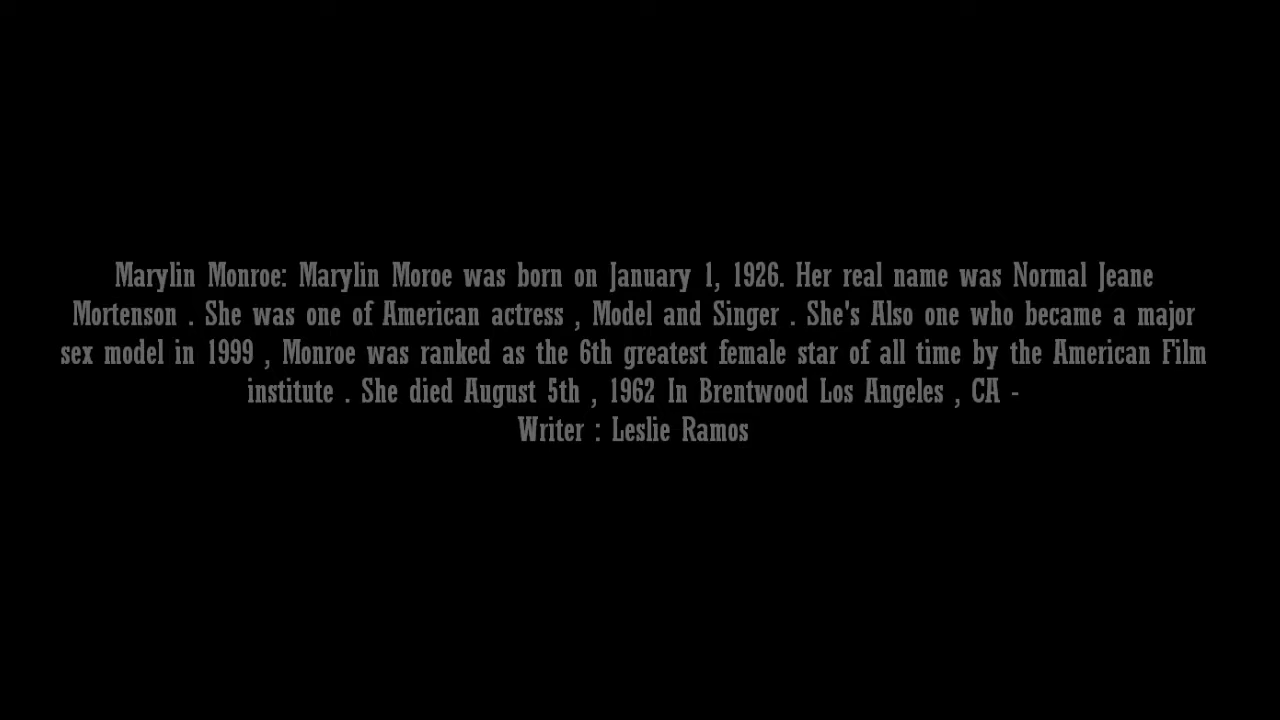 Marylin Monroe: Marylin Moroe was born on January 1, 1926. Her real name was Normal Jeane
Mortenson . She was one of American actress , Model and Singer . She's Also one who became a major
sex model in 1999 , Monroe was ranked as the 6th greatest female star of all time by the American Film
institute . She died August 5th , 1962 In Brentwood Los Angeles , CA -
Writer : Leslie Ramos